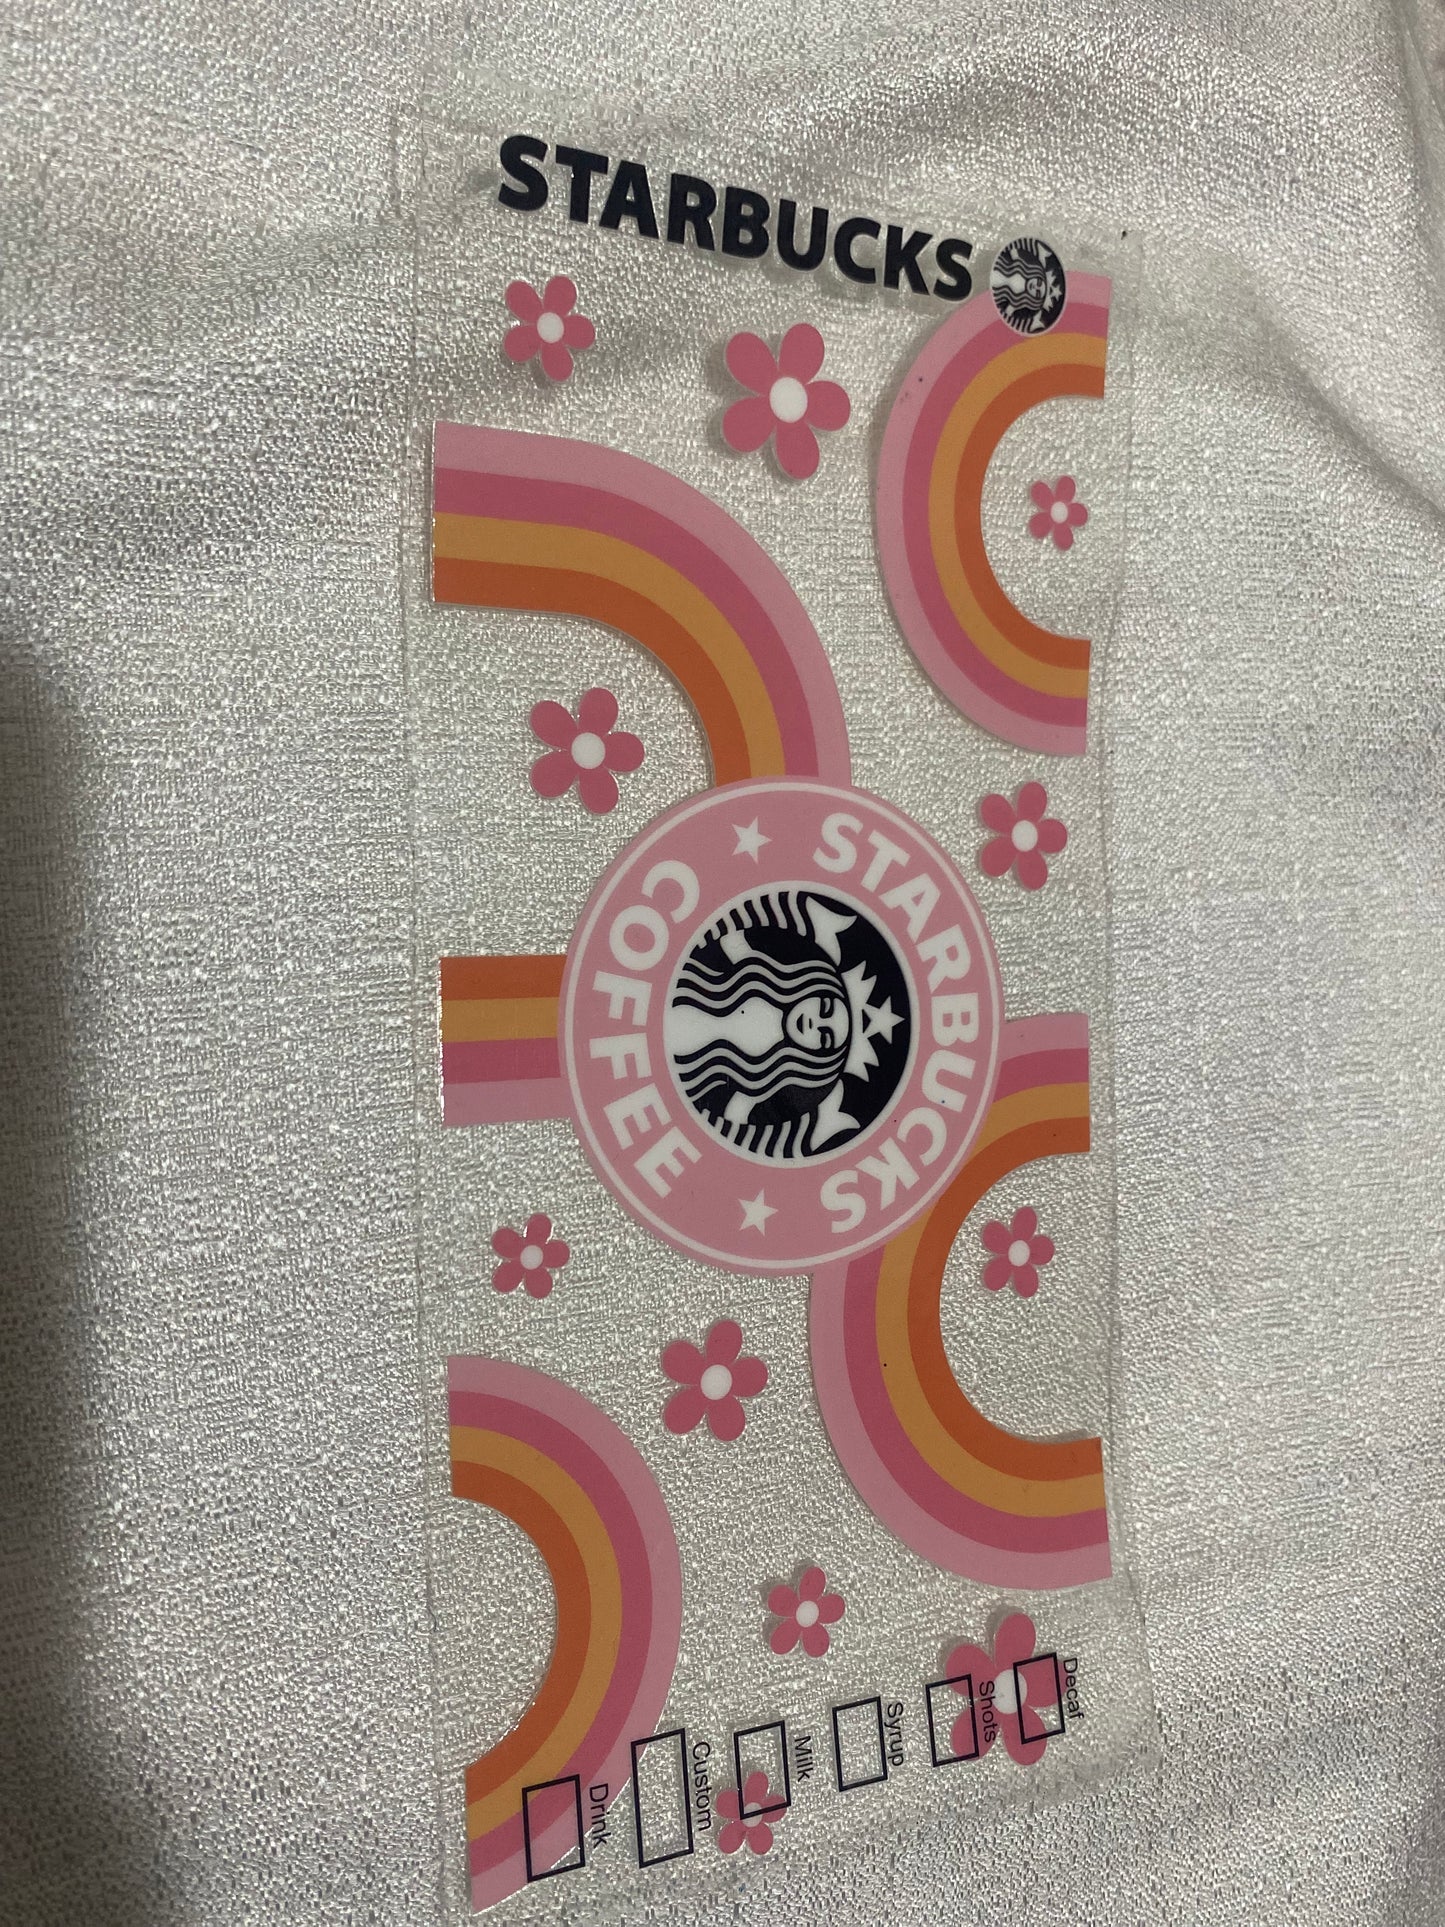 STARBUCKS
STARBUCKS
COFFEE
Decaf
Shots
Syrup
Milk
Custom
Drink